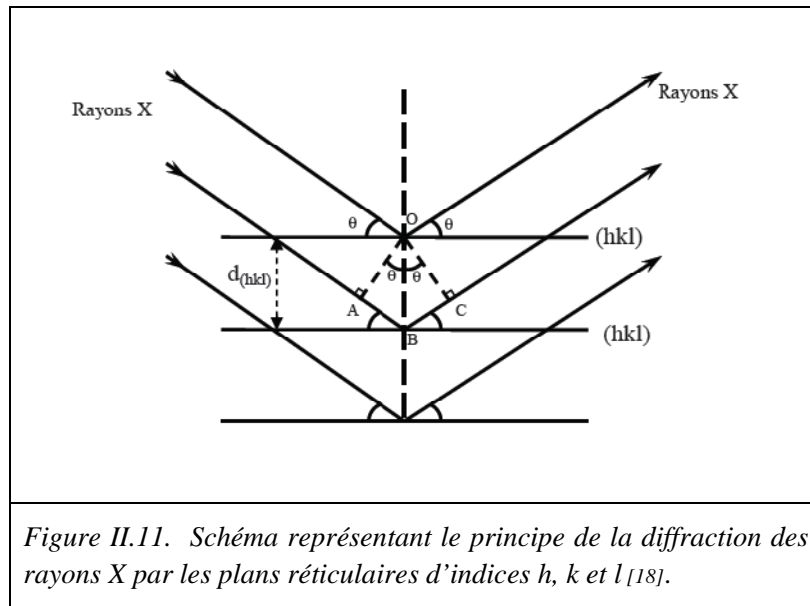 Rayons X
Rayons X
θ
O
θ
(hkl)
d(hkl)
θ
θ
A
C
B
(hkl)
Figure II.11. Schéma représentant le principe de la diffraction des
rayons X par les plans réticulaires d’indices h, k et l [18].